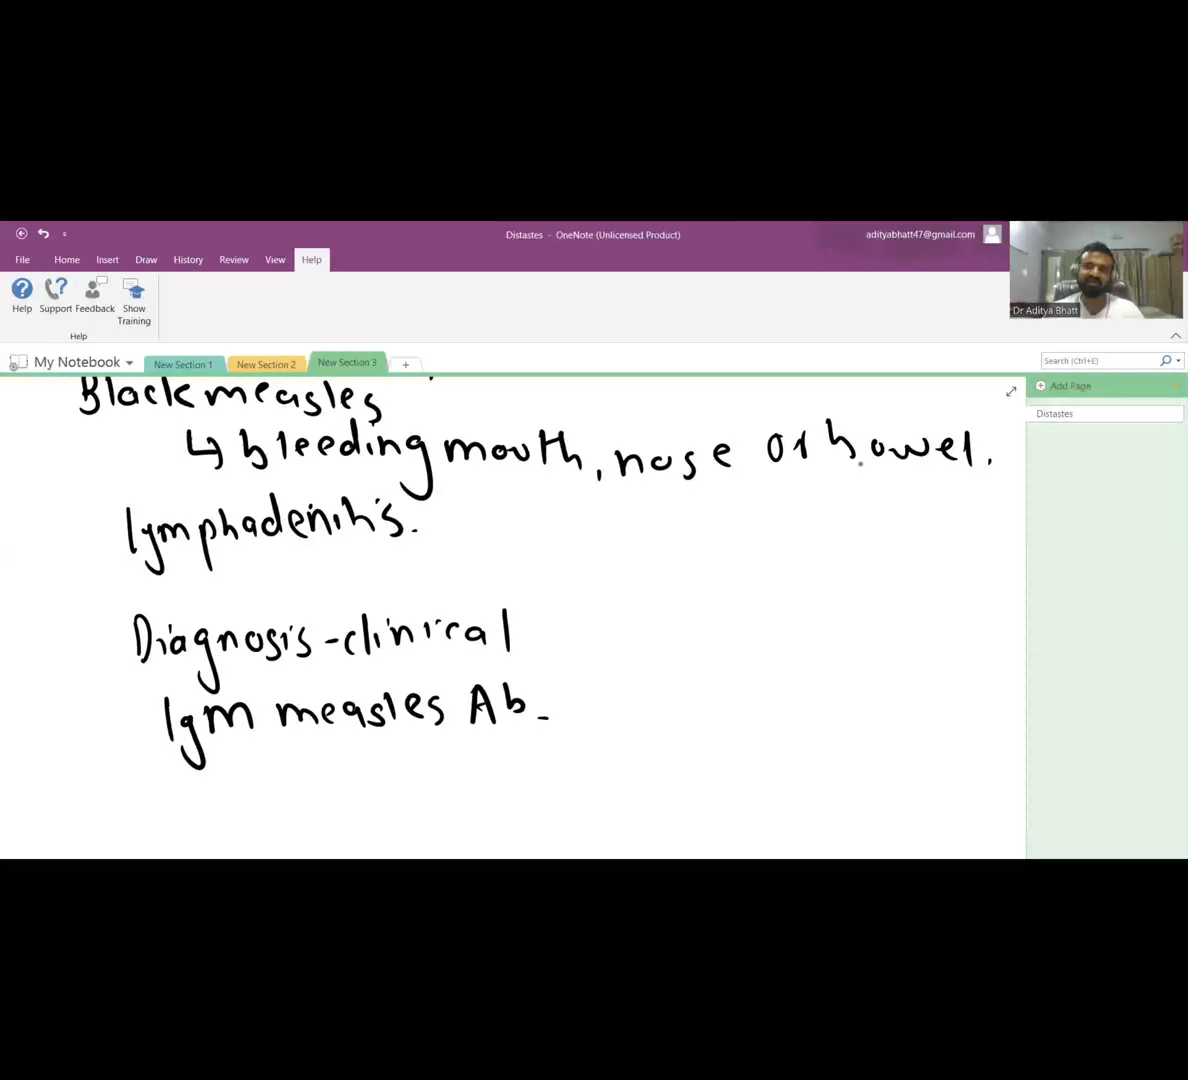 Distastes - OneNote (Unlicensed Product)
adityabhatt47@gmail.com
File Home Insert Draw History Review View Help
Dr Aditya Bhatt
Help Support Feedback Show Training
Help
My Notebook New Section 1 New Section 2 New Section 3 +
Search (Ctrl+E)
Add Page
Distastes
Black measles
↳ bleeding mouth, nose or bowel.
lymphadenitis.
Diagnosis - clinical
Igm measles Ab -